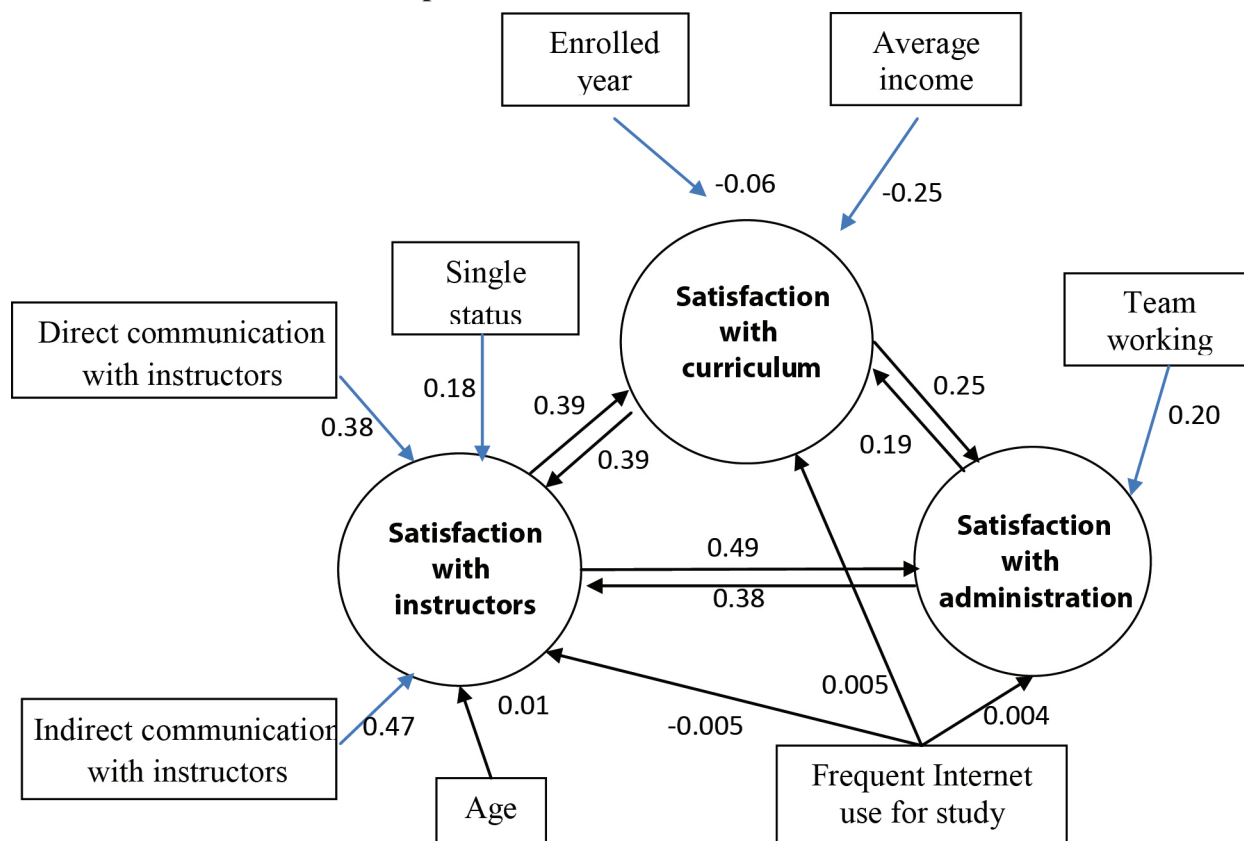 Enrolled
year
Average
income
-0.06
-0.25
Single
status
Satisfaction
with
curriculum
Team
working
Direct communication
with instructors
0.18
0.39
0.25
0.38
0.39
0.19
0.20
Satisfaction
with
instructors
0.49
0.38
Satisfaction
with
administration
0.01
0.005
0.004
-0.005
0.47
Indirect communication
with instructors
Age
Frequent Internet
use for study